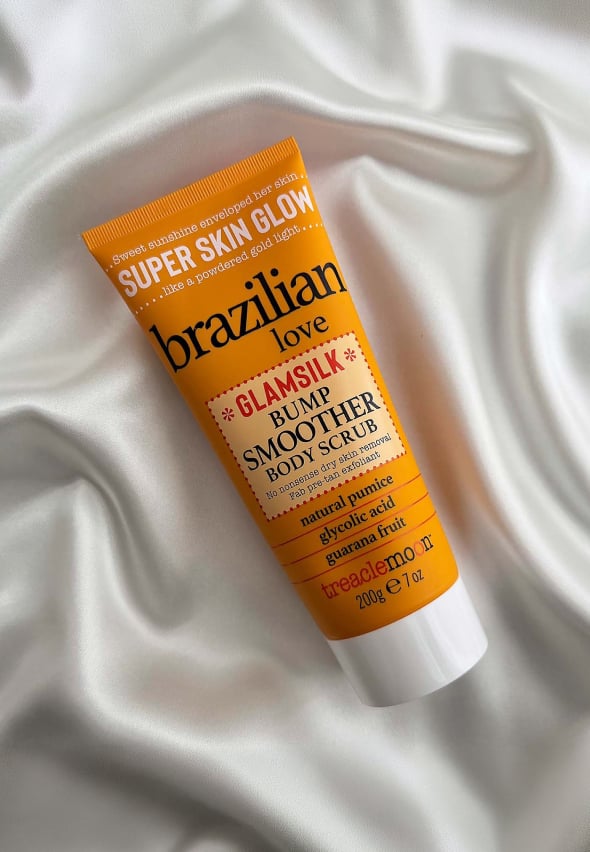 ..Sweet sunshine enveloped her skin...
SUPER SKIN GLOW
......like a powdered gold light....
brazilian
love
* GLAMSILK *
BUMP
SMOOTHER
BODY SCRUB
No nonsense dry skin removal
Fab pre-tan exfoliant
natural pumice
glycolic acid
guarana fruit
treaclemoon™
200g ℮ 7 oz